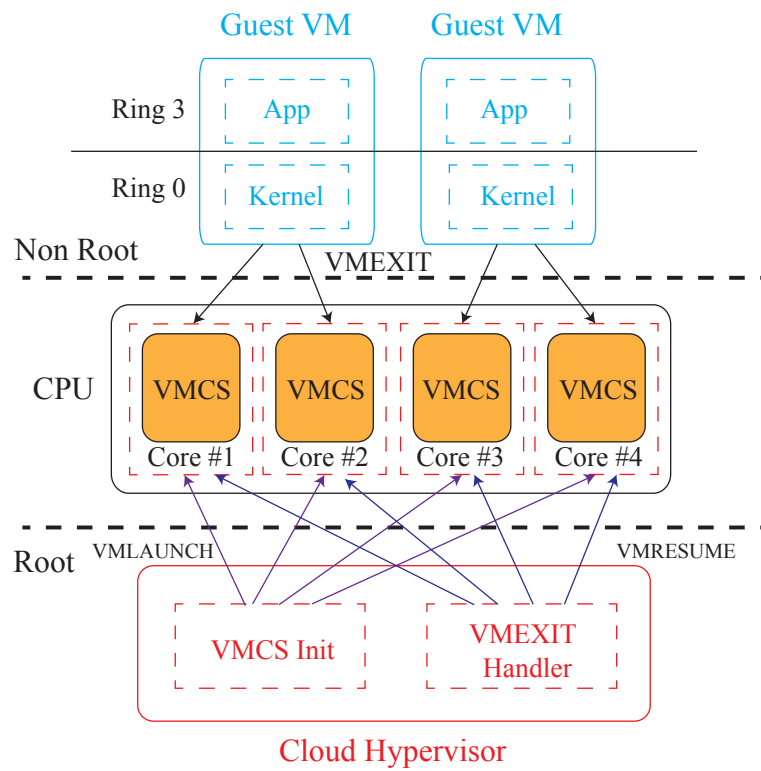 Guest VM
Guest VM
Ring 3
App
App
Ring 0
Kernel
Kernel
Non Root
VMEXIT
CPU
VMCS
VMCS
VMCS
VMCS
Core #1
Core #2
Core #3
Core #4
Root
VMLAUNCH
VMRESUME
VMCS Init
VMEXIT
Handler
Cloud Hypervisor